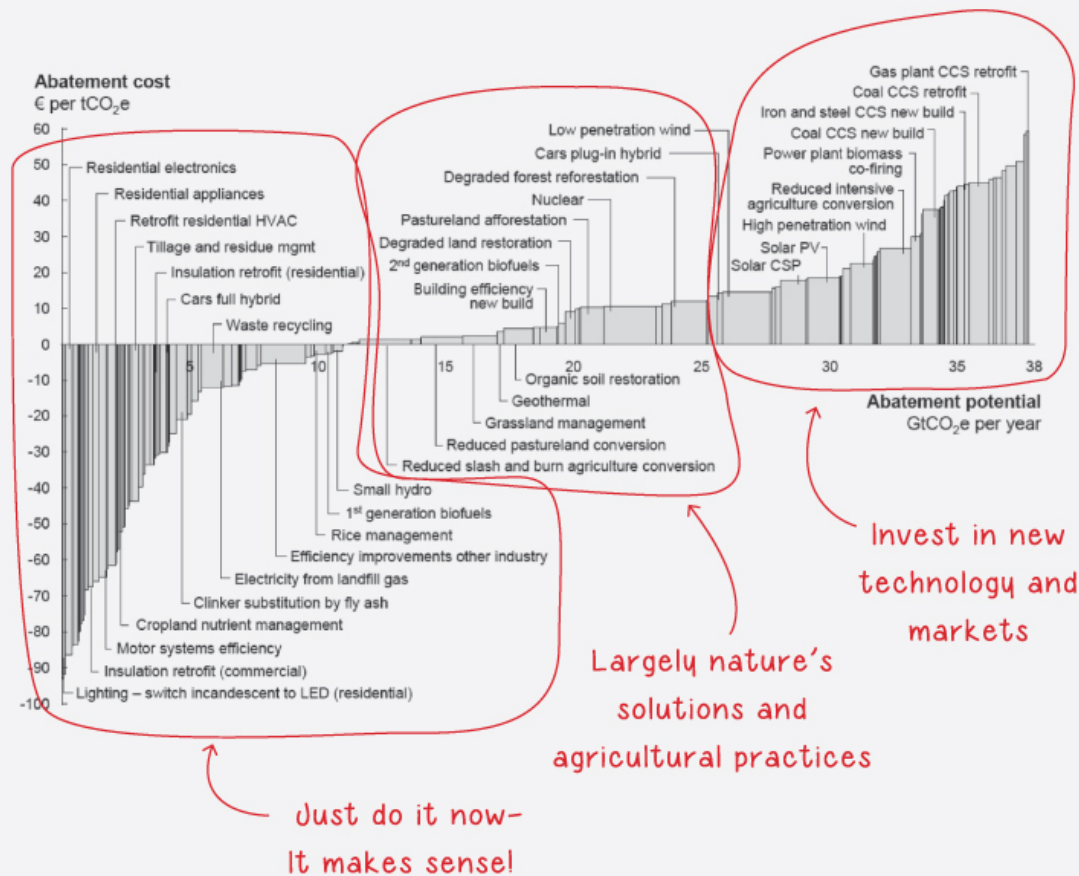 Abatement cost
€ per tCO₂e
60
50
40
30
20
10
0
-10
-20
-30
-40
-50
-60
-70
-80
-90
-100
Residential electronics
Residential appliances
Retrofit residential HVAC
Tillage and residue mgmt
Insulation retrofit (residential)
Cars full hybrid
Waste recycling
Low penetration wind
Cars plug-in hybrid
Degraded forest reforestation
Nuclear
Pastureland afforestation
Degraded land restoration
2nd generation biofuels
Building efficiency
new build
Gas plant CCS retrofit
Coal CCS retrofit
Iron and steel CCS new build
Coal CCS new build
Power plant biomass
co-firing
Reduced intensive
agriculture conversion
High penetration wind
Solar PV
Solar CSP
5
10
15
20
25
30
35
38
Abatement potential
GtCO₂e per year
Organic soil restoration
Geothermal
Grassland management
Reduced pastureland conversion
Reduced slash and burn agriculture conversion
Small hydro
1st generation biofuels
Rice management
Efficiency improvements other industry
Electricity from landfill gas
Clinker substitution by fly ash
Cropland nutrient management
Motor systems efficiency
Insulation retrofit (commercial)
Lighting – switch incandescent to LED (residential)
Invest in new
technology and
markets
Largely nature's
solutions and
agricultural practices
Just do it now-
It makes sense!